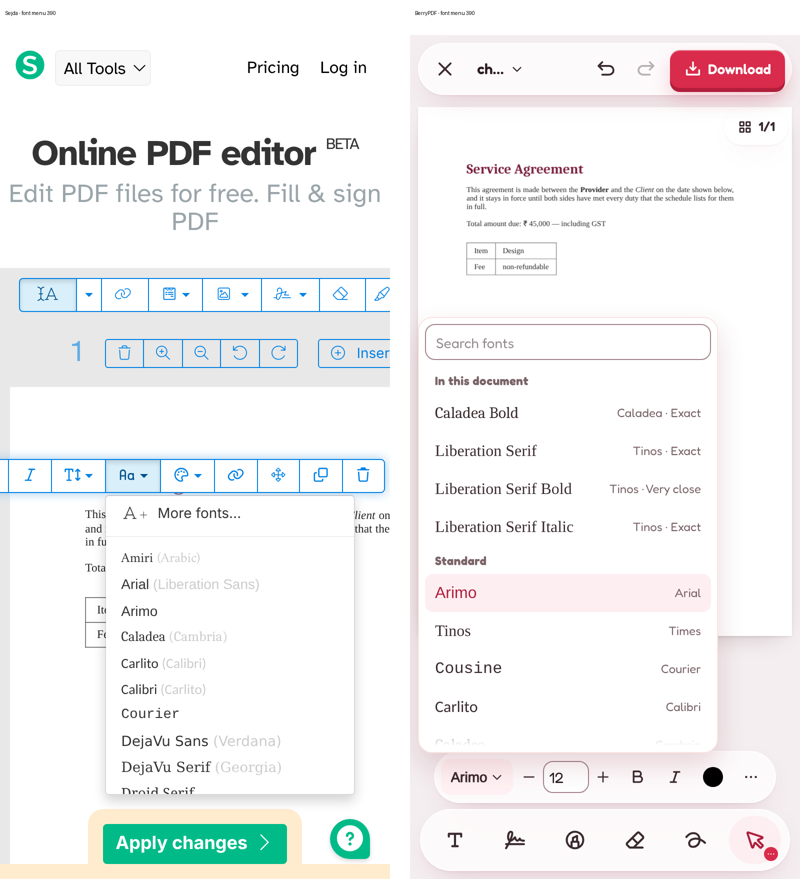 Sejda - font menu 390
S
All Tools
Pricing
Log in
Online PDF editor BETA
Edit PDF files for free. Fill & sign
PDF
A
1
Inser
I
T
Aa
A+ More fonts...
This
lient on
and
that the
in fu
Tota
Ite
Fe
Amiri (Arabic)
Arial (Liberation Sans)
Arimo
Caladea (Cambria)
Carlito (Calibri)
Calibri (Carlito)
Courier
DejaVu Sans (Verdana)
DejaVu Serif (Georgia)
Droid Serif
Apply changes
?
BerryPDF - font menu 390
ch...
Download
1/1
Service Agreement
This agreement is made between the Provider and the Client on the date shown below,
and it stays in force until both sides have met every duty that the schedule lists for them
in full.
Total amount due: ₹ 45,000 — including GST
Item Design
Fee non-refundable
Search fonts
In this document
Caladea Bold Caladea · Exact
Liberation Serif Tinos · Exact
Liberation Serif Bold Tinos · Very close
Liberation Serif Italic Tinos · Exact
Standard
Arimo Arial
Tinos Times
Cousine Courier
Carlito Calibri
Caladea Cambria
Arimo 12 B I ...
T